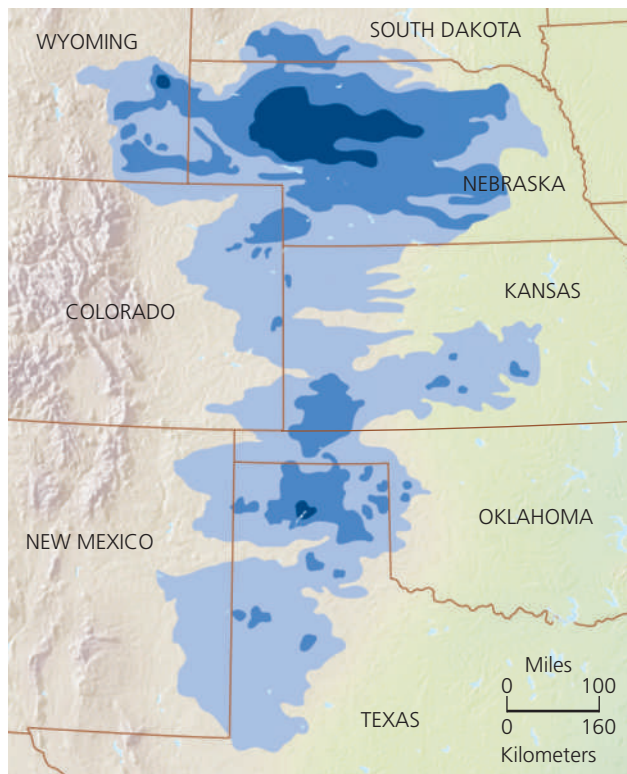 WYOMING
SOUTH DAKOTA
NEBRASKA
COLORADO
KANSAS
NEW MEXICO
OKLAHOMA
TEXAS
Miles
0 100
0 160
Kilometers